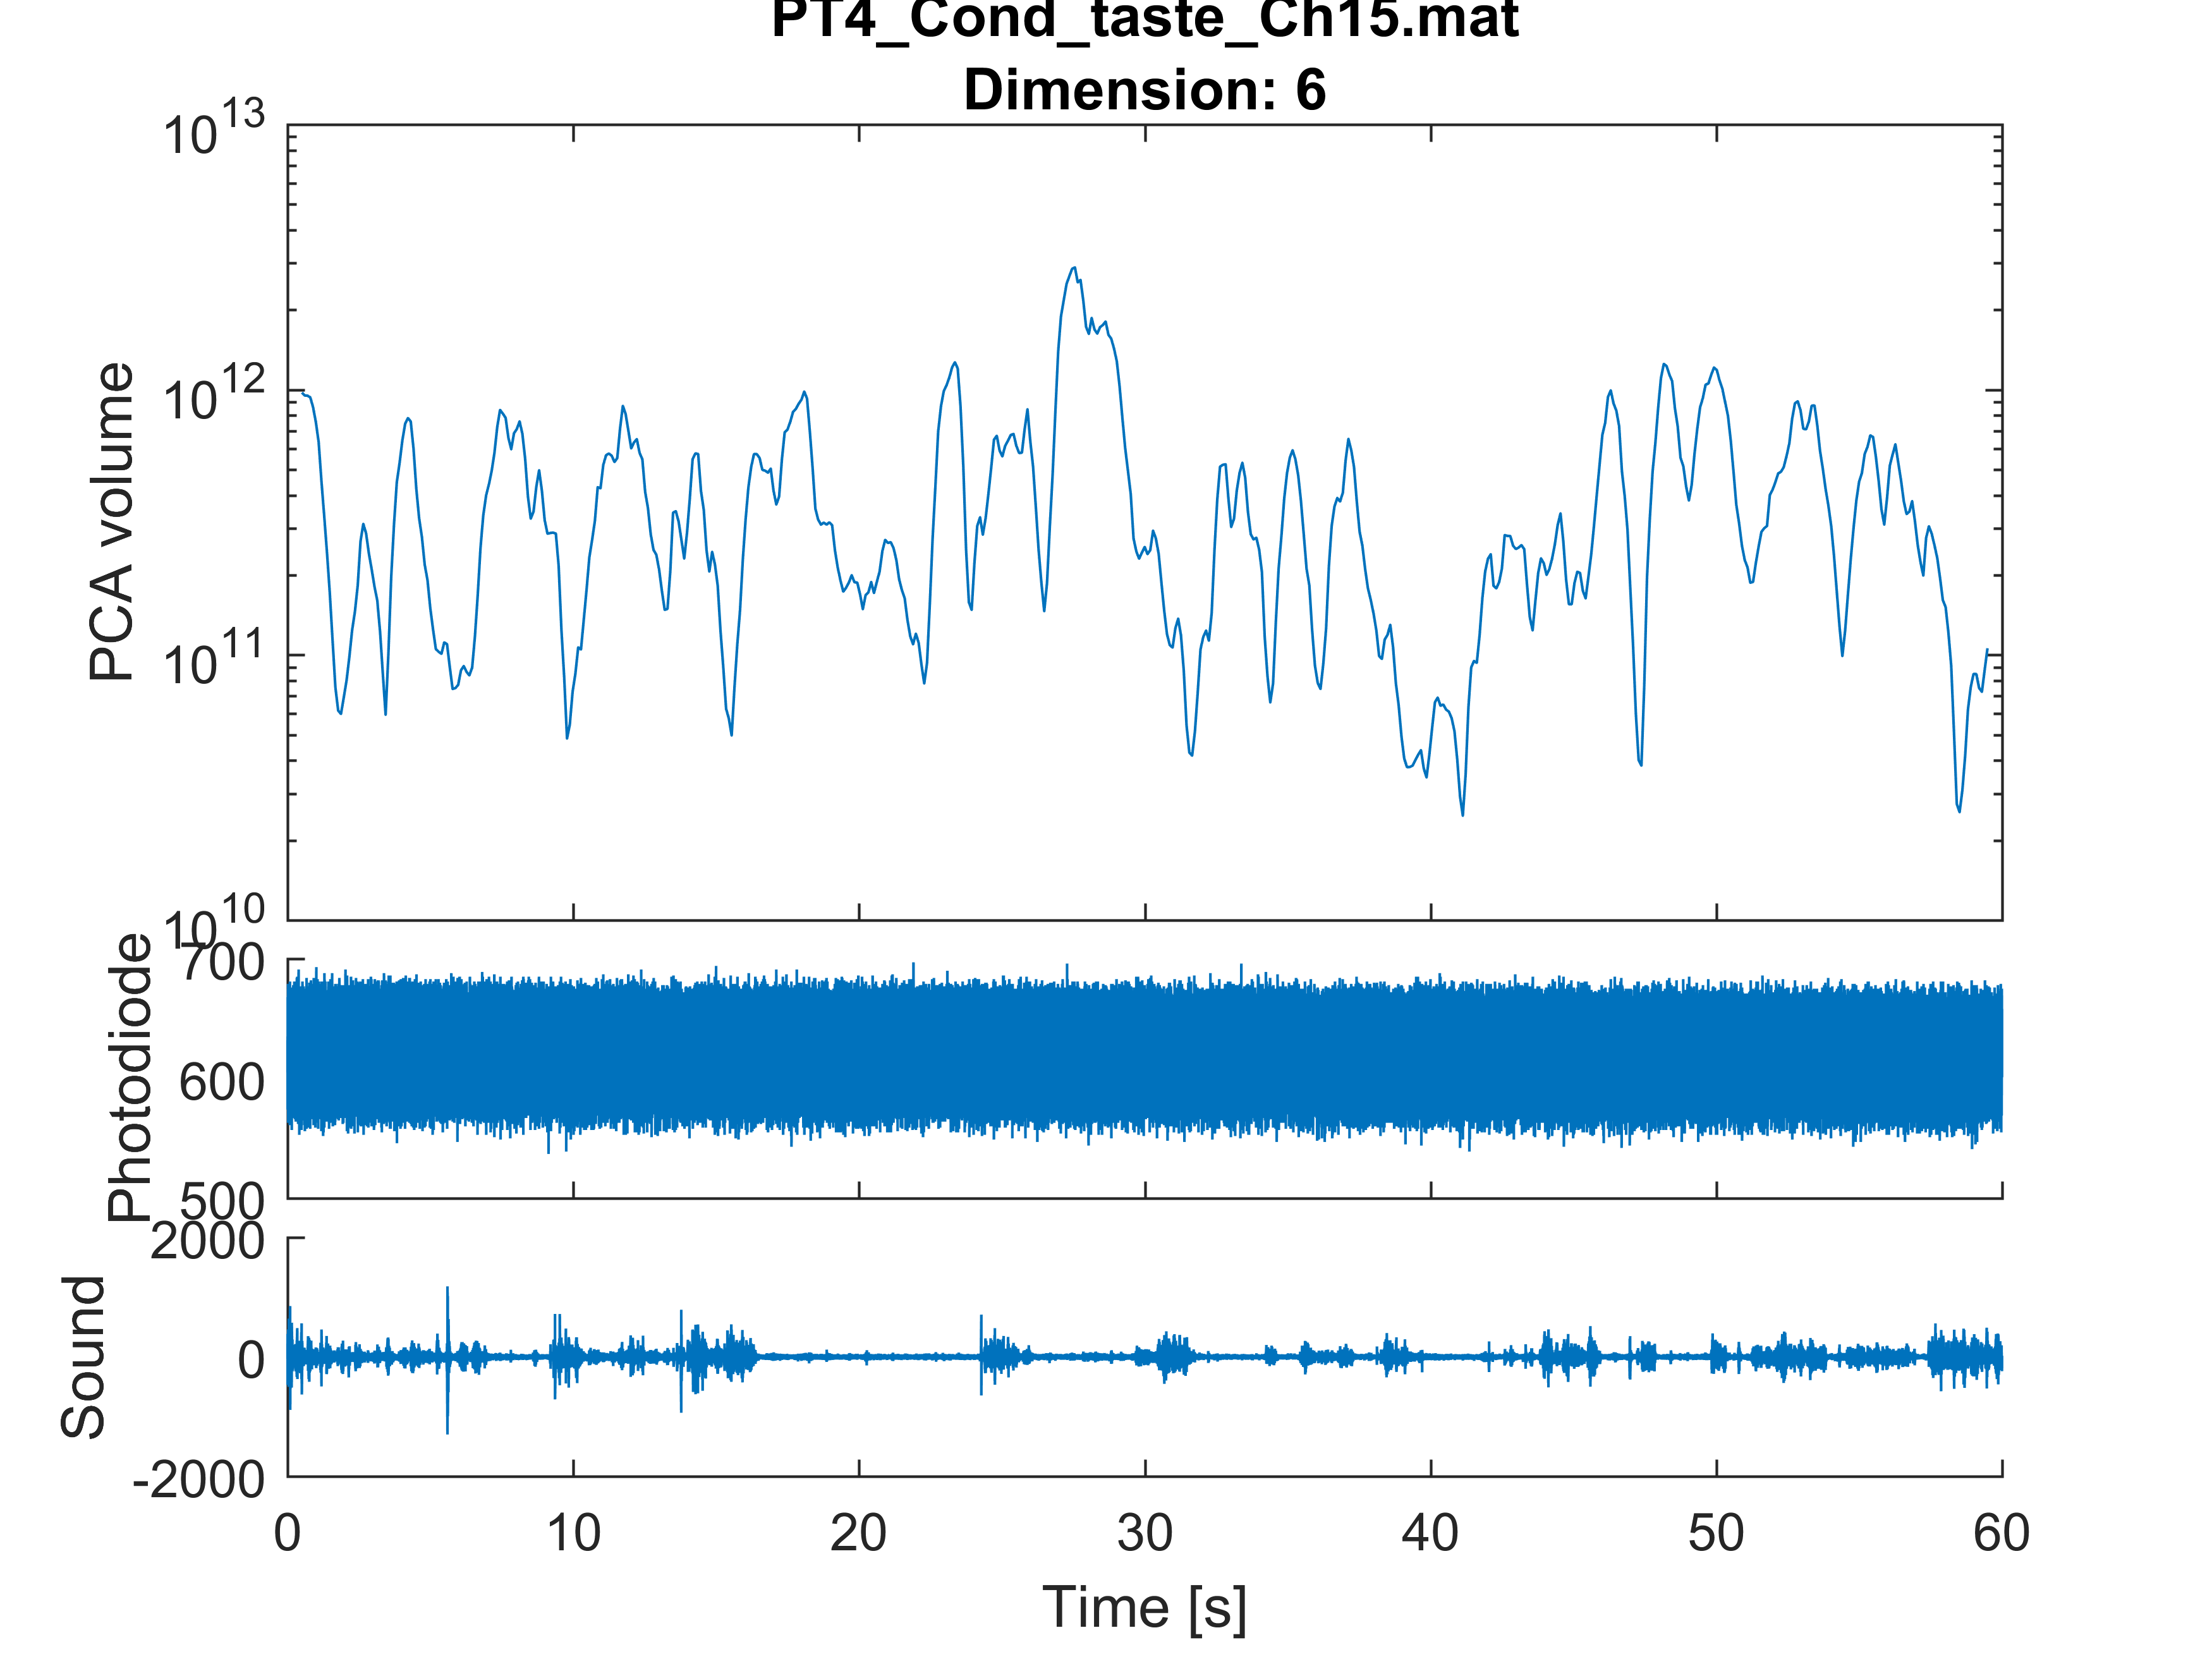 PT4_Cond_taste_Ch15.mat
Dimension: 6
10^13
10^12
10^11
10^10
PCA volume
700
600
500
Photodiode
2000
0
-2000
Sound
0 10 20 30 40 50 60
Time [s]